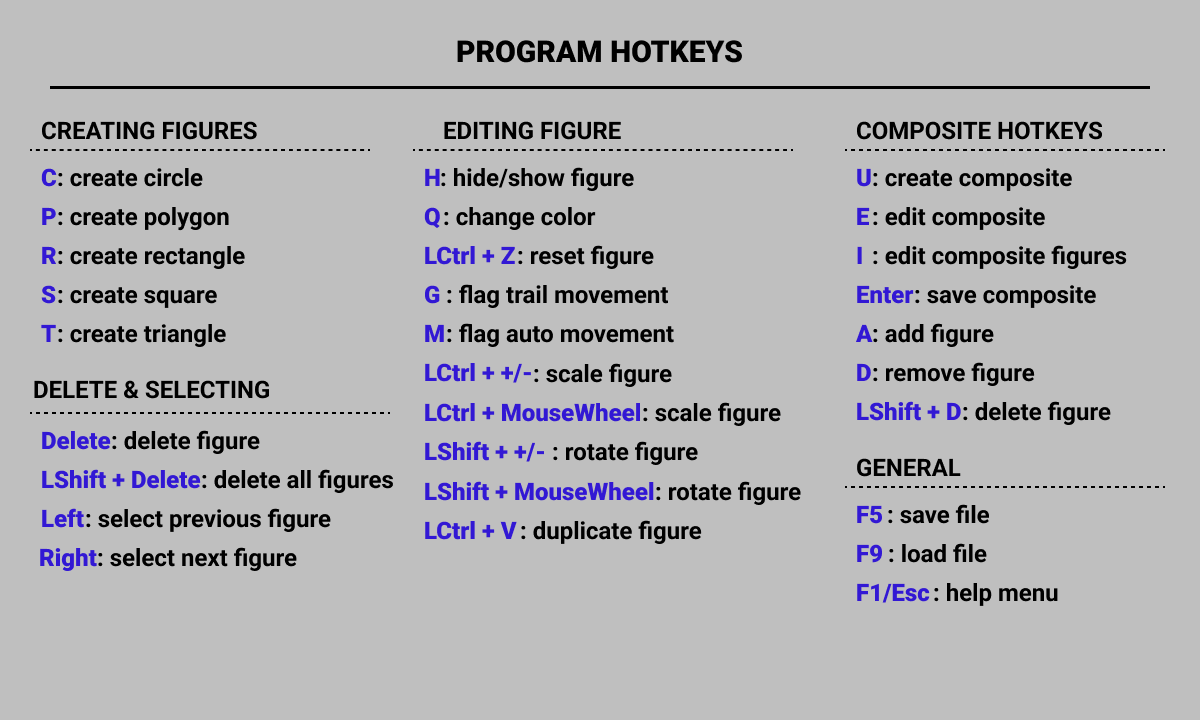 PROGRAM HOTKEYS
CREATING FIGURES
C: create circle
P: create polygon
R: create rectangle
S: create square
T: create triangle
DELETE & SELECTING
Delete: delete figure
LShift + Delete: delete all figures
Left: select previous figure
Right: select next figure
EDITING FIGURE
H: hide/show figure
Q: change color
LCtrl + Z: reset figure
G : flag trail movement
M: flag auto movement
LCtrl + +/-: scale figure
LCtrl + MouseWheel: scale figure
LShift + +/- : rotate figure
LShift + MouseWheel: rotate figure
LCtrl + V: duplicate figure
COMPOSITE HOTKEYS
U: create composite
E: edit composite
I : edit composite figures
Enter: save composite
A: add figure
D: remove figure
LShift + D: delete figure
GENERAL
F5: save file
F9 : load file
F1/Esc: help menu